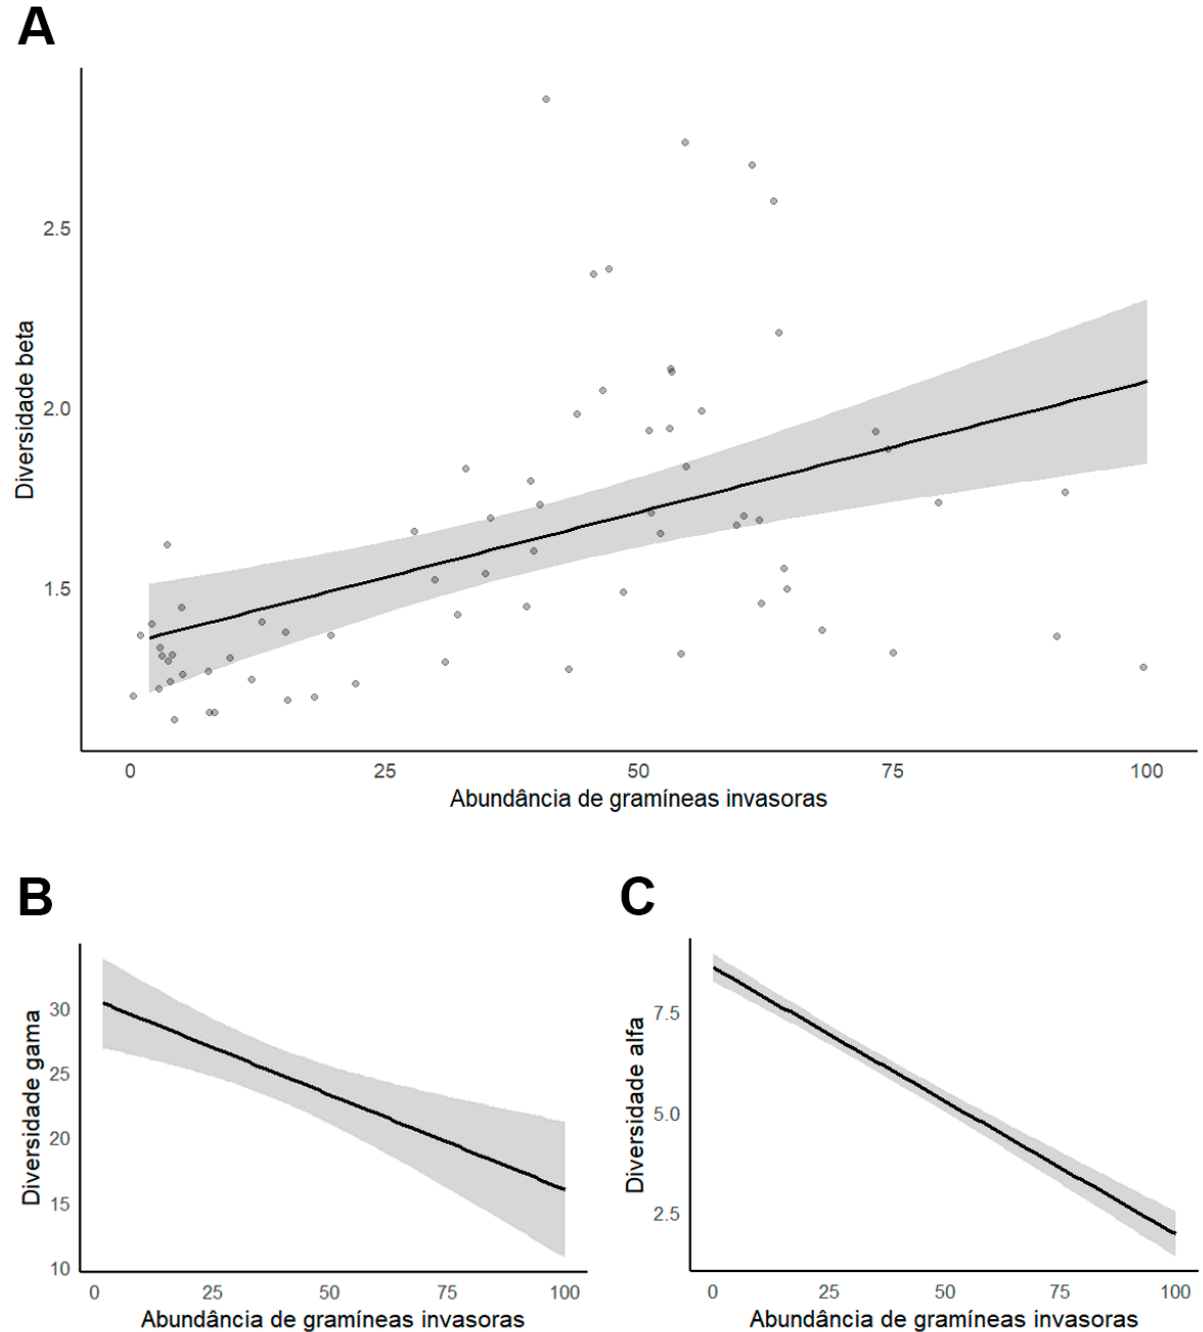 A
Diversidade beta
2.5
2.0
1.5
0 25 50 75 100
Abundância de gramíneas invasoras
B
Diversidade gama
30
25
20
15
10
0 25 50 75 100
Abundância de gramíneas invasoras
C
Diversidade alfa
7.5
5.0
2.5
0 25 50 75 100
Abundância de gramíneas invasoras